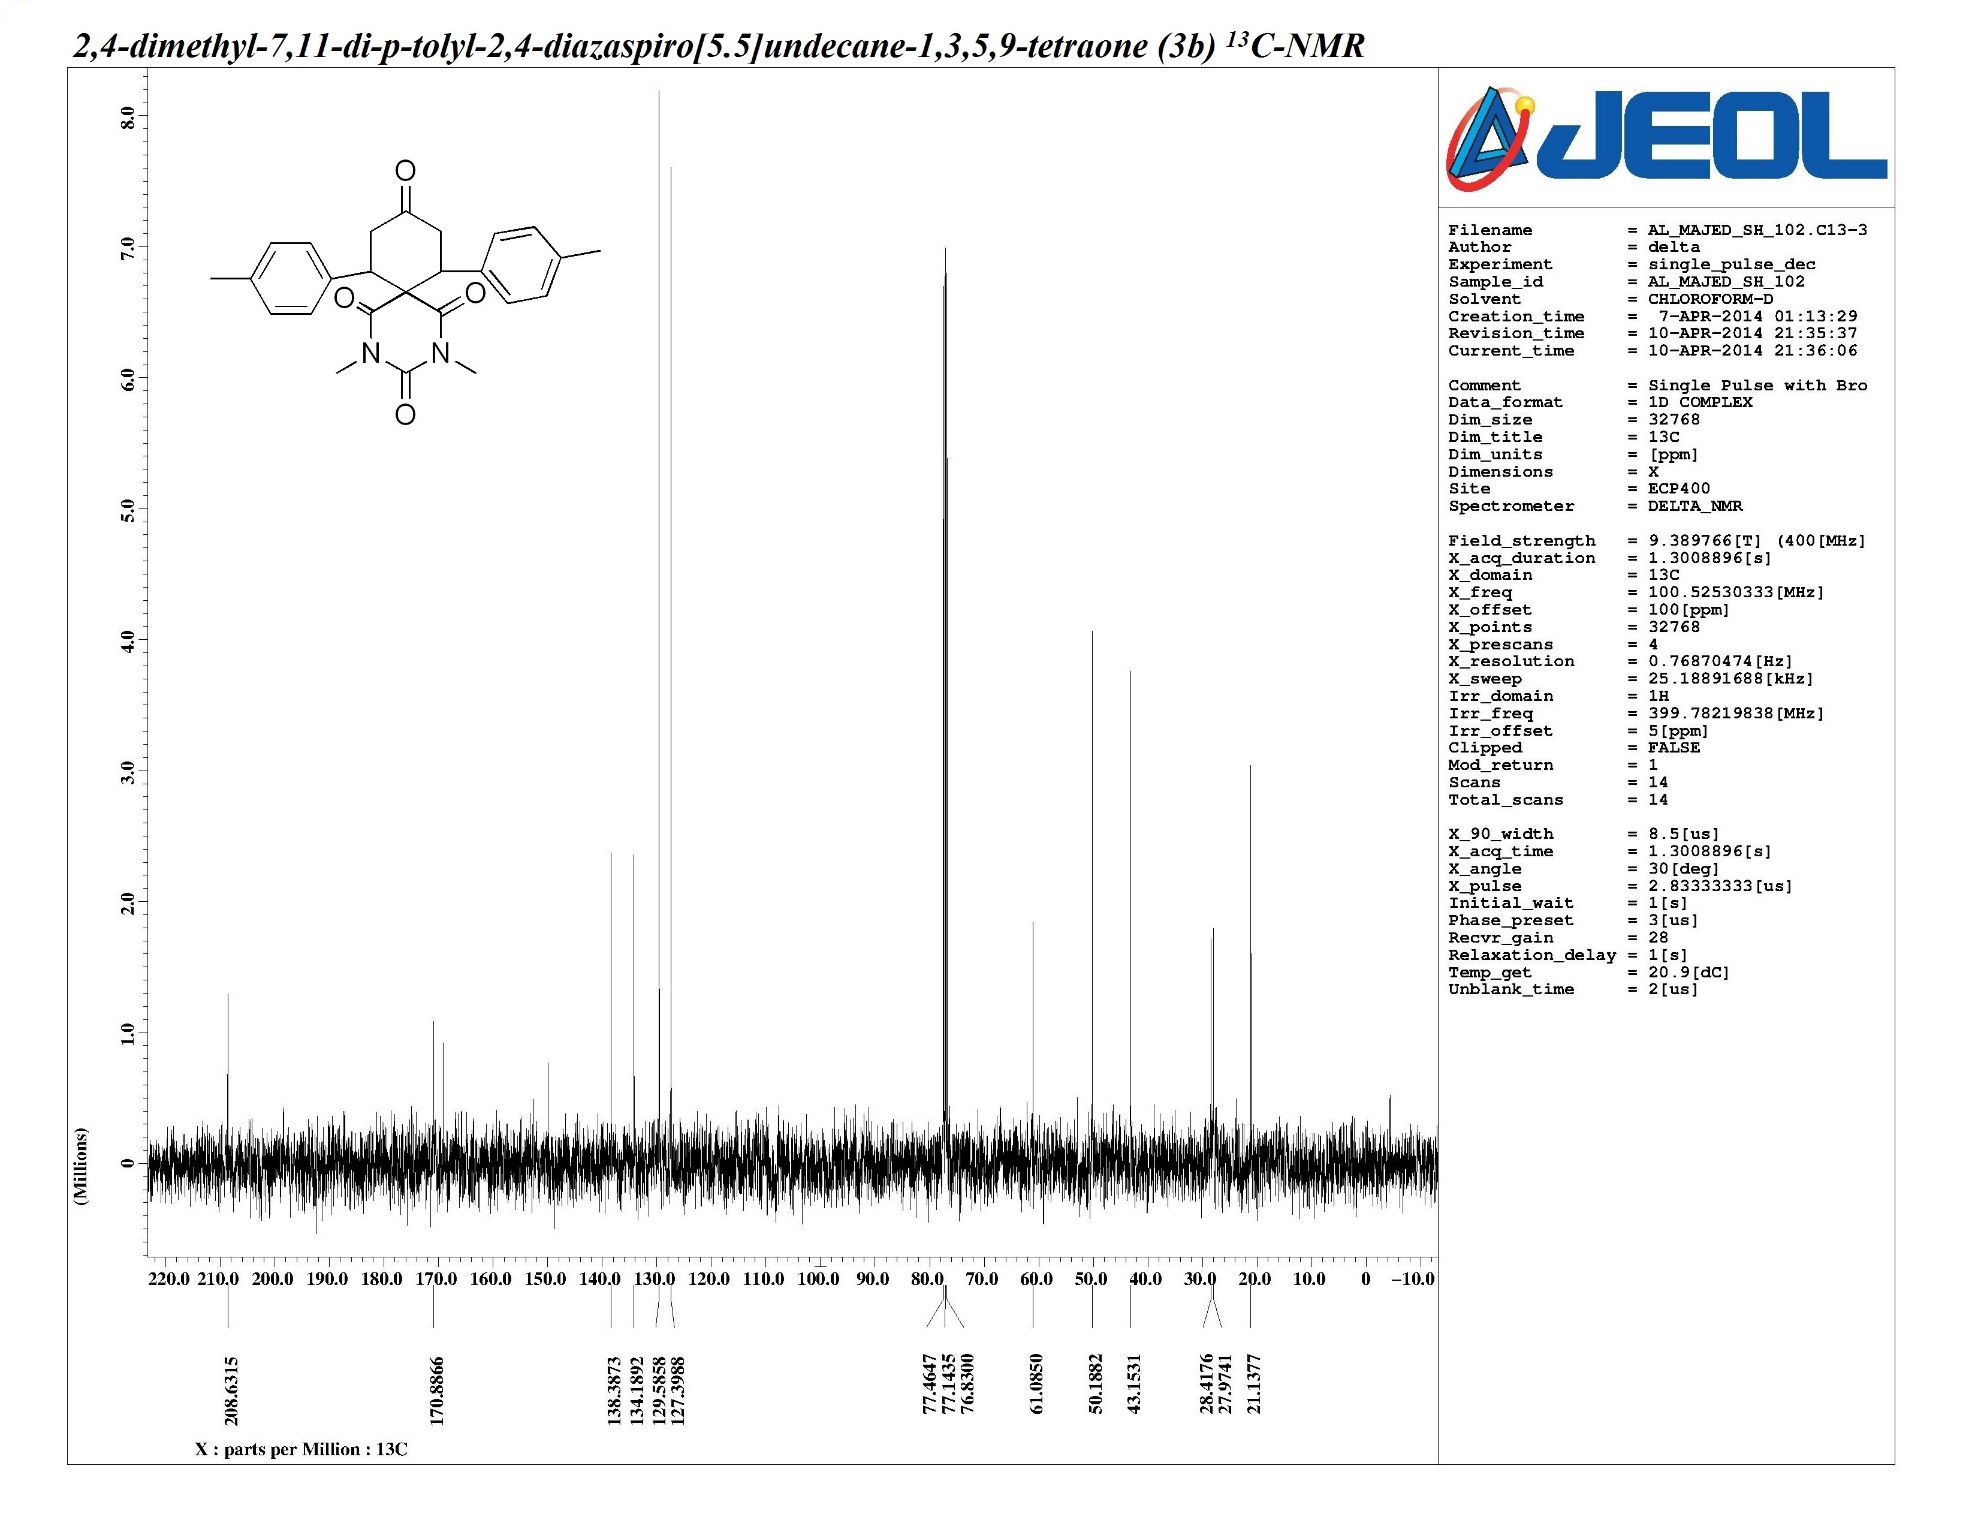 2,4-dimethyl-7,11-di-p-tolyl-2,4-diazaspiro[5.5]undecane-1,3,5,9-tetraone (3b) ¹³C-NMR
JEOL
Filename = AL_MAJED_SH_102.C13-3
Author = delta
Experiment = single_pulse_dec
Sample_id = AL_MAJED_SH_102
Solvent = CHLOROFORM-D
Creation_time = 7-APR-2014 01:13:29
Revision_time = 10-APR-2014 21:35:37
Current_time = 10-APR-2014 21:36:06
Comment = Single Pulse with Bro
Data_format = 1D COMPLEX
Dim_size = 32768
Dim_title = 13C
Dim_units = [ppm]
Dimensions = X
Site = ECP400
Spectrometer = DELTA_NMR
Field_strength = 9.389766[T] (400[MHz]
X_acq_duration = 1.3008896[s]
X_domain = 13C
X_freq = 100.52530333[MHz]
X_offset = 100[ppm]
X_points = 32768
X_prescans = 4
X_resolution = 0.76870474[Hz]
X_sweep = 25.18891688[kHz]
Irr_domain = 1H
Irr_freq = 399.78219838[MHz]
Irr_offset = 5[ppm]
Clipped = FALSE
Mod_return = 1
Scans = 14
Total_scans = 14
X_90_width = 8.5[us]
X_acq_time = 1.3008896[s]
X_angle = 30[deg]
X_pulse = 2.83333333[us]
Initial_wait = 1[s]
Phase_preset = 3[us]
Recvr_gain = 28
Relaxation_delay = 1[s]
Temp_get = 20.9[dC]
Unblank_time = 2[us]
8.0
7.0
6.0
5.0
4.0
3.0
2.0
1.0
0
(Millions)
O
O O
N N
O
220.0 210.0 200.0 190.0 180.0 170.0 160.0 150.0 140.0 130.0 120.0 110.0 100.0 90.0 80.0 70.0 60.0 50.0 40.0 30.0 20.0 10.0 0 −10.0
208.6315
170.8866
138.3873
134.1892
129.5858
127.3988
77.4647
77.1435
76.8300
61.0850
50.1882
43.1531
28.4176
27.9741
21.1377
X : parts per Million : 13C